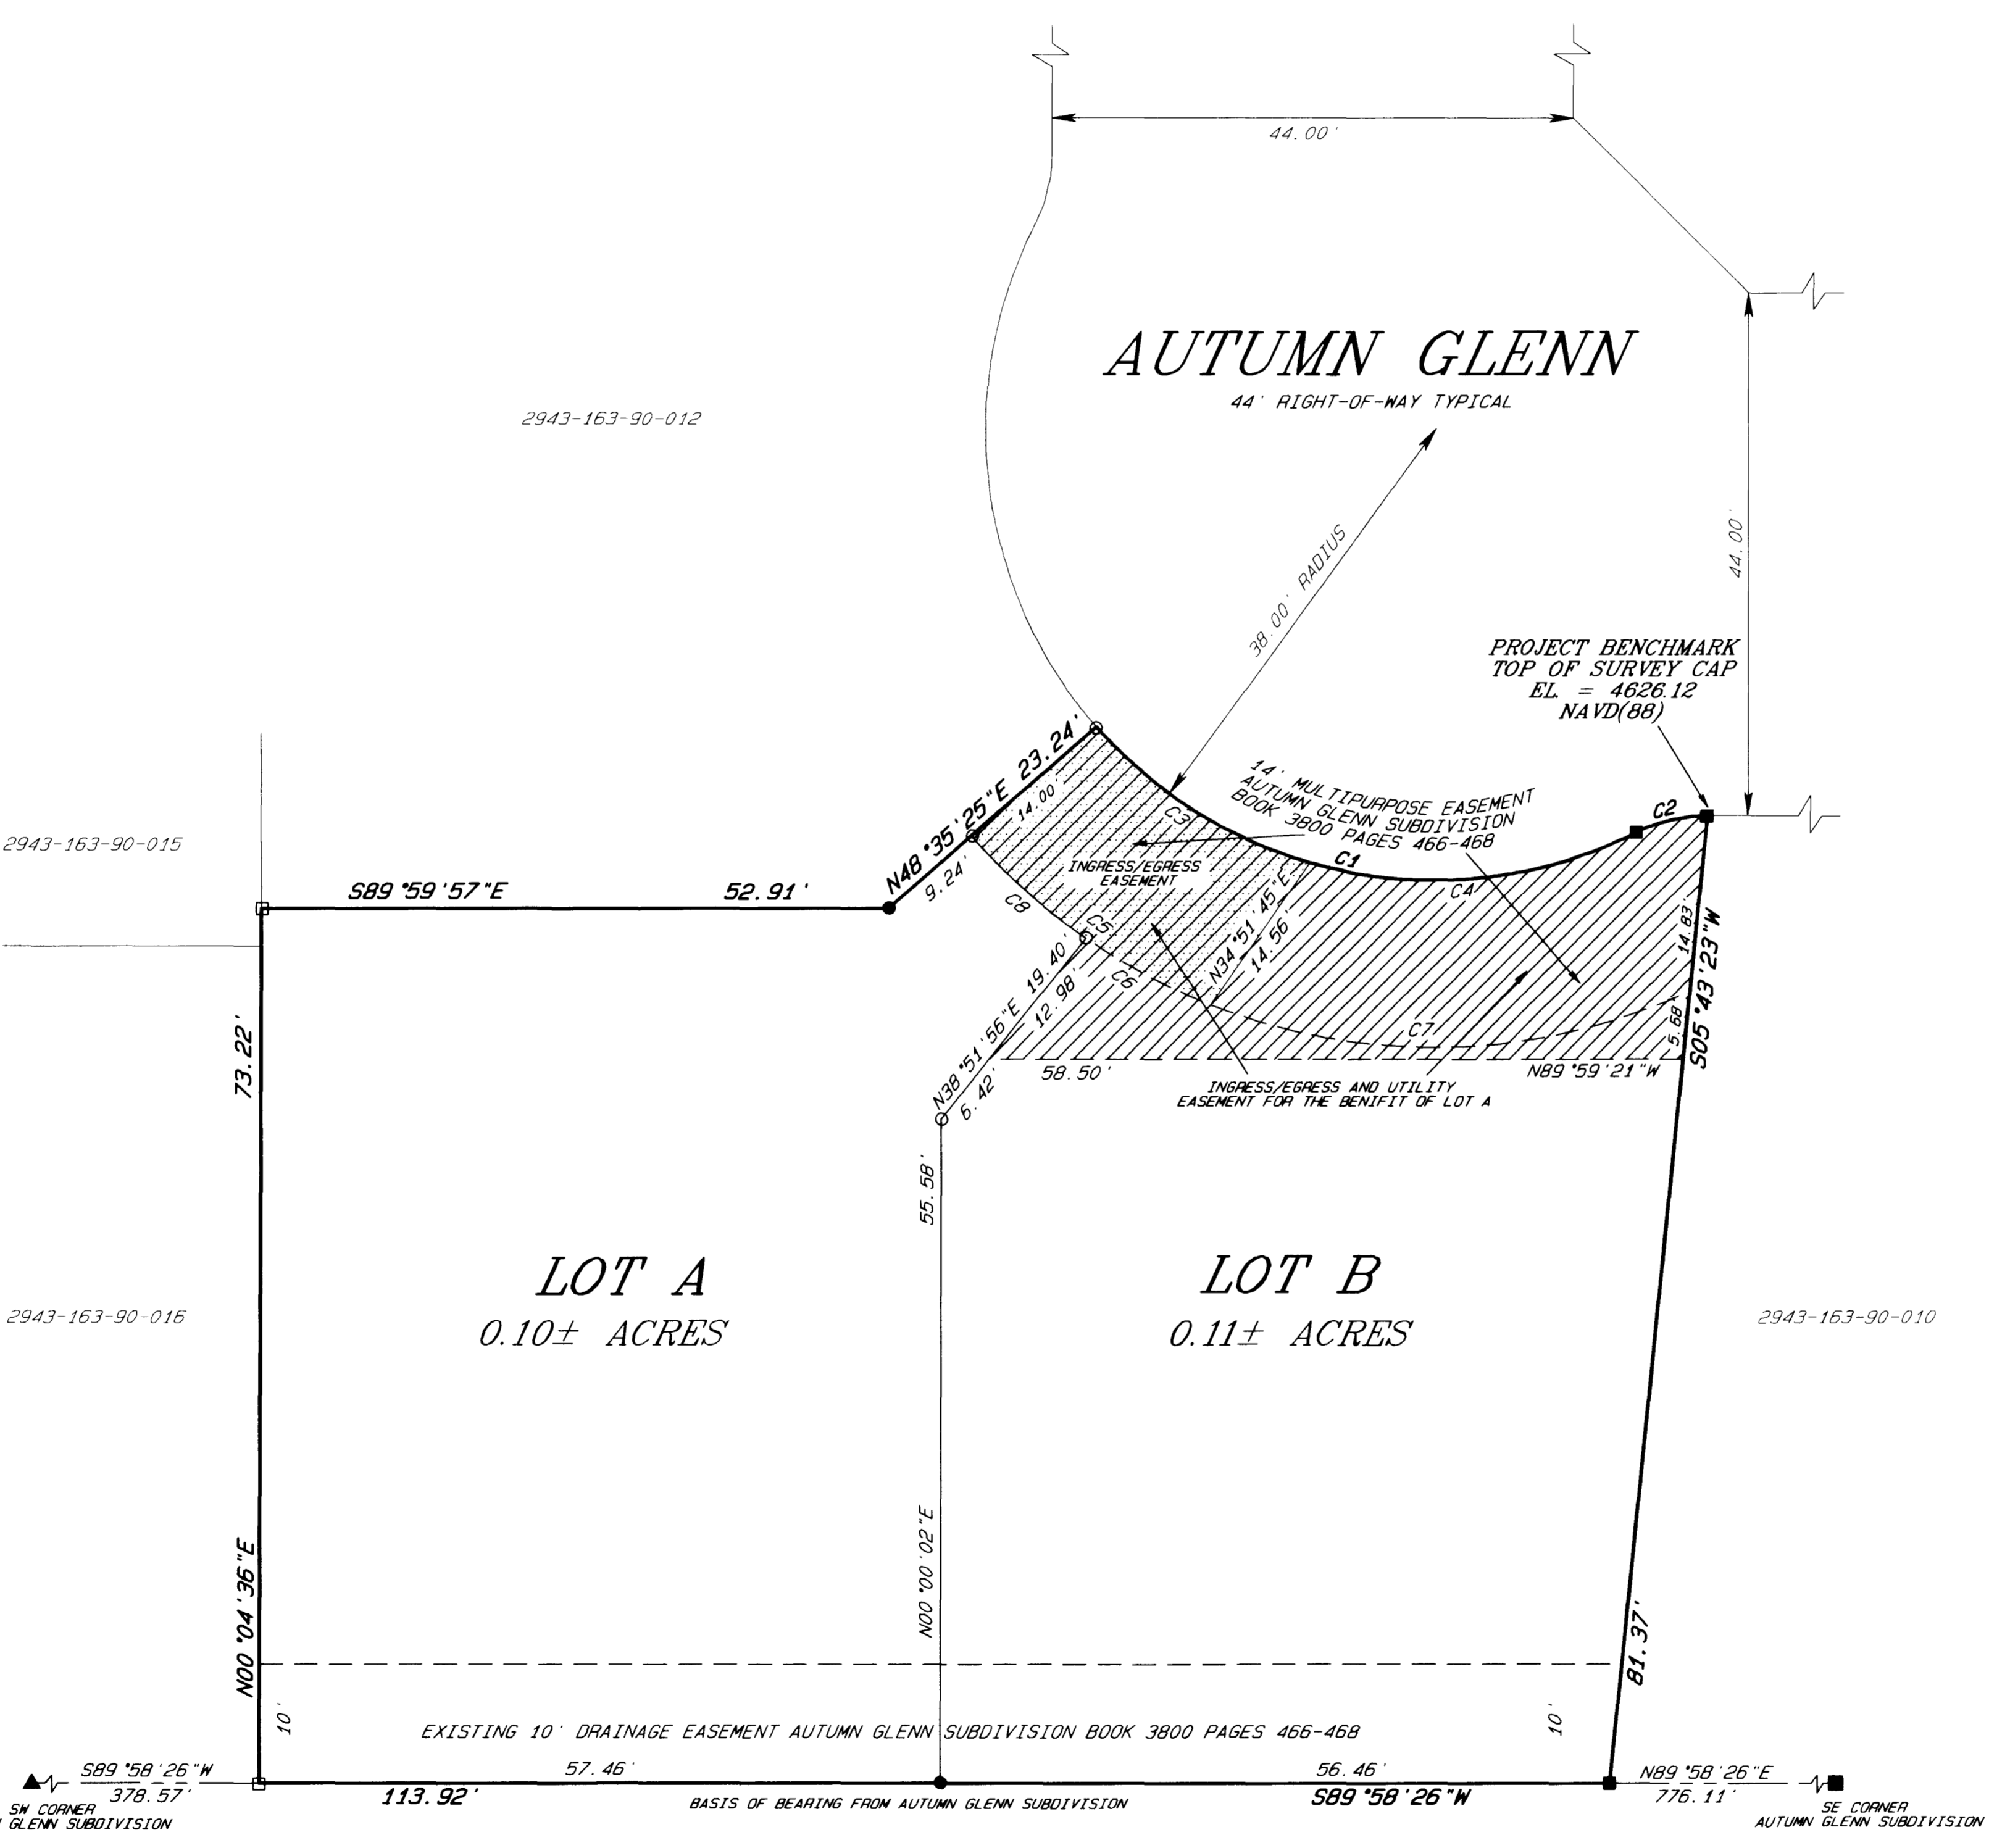 44.00'
AUTUMN GLENN
44' RIGHT-OF-WAY TYPICAL
2943-163-90-012
38.00' RADIUS
44.00'
PROJECT BENCHMARK
TOP OF SURVEY CAP
EL. = 4626.12
NAVD(88)
N48°35'25"E 23.24'
14.00
9.24'
14' MULTIPURPOSE EASEMENT
AUTUMN GLENN SUBDIVISION
BOOK 3800 PAGES 466-468
C2
C3
C1
C4
INGRESS/EGRESS
EASEMENT
2943-163-90-015
S89°59'57"E 52.91'
C8
C5
C6
C7
N34°51'45"E
14.56
14.83'
5.68'
S05°43'23"W
N38°51'56"E 19.40'
12.98'
6.42'
58.50'
N89°59'21"W
INGRESS/EGRESS AND UTILITY
EASEMENT FOR THE BENIFIT OF LOT A
73.22'
55.58'
LOT A
0.10± ACRES
LOT B
0.11± ACRES
2943-163-90-016
2943-163-90-010
N00°04'36"E
N00°00'02"E
81.37'
10'
10'
EXISTING 10' DRAINAGE EASEMENT AUTUMN GLENN SUBDIVISION BOOK 3800 PAGES 466-468
S89°58'26"W
378.57'
57.46'
56.46'
113.92'
S89°58'26"W
BASIS OF BEARING FROM AUTUMN GLENN SUBDIVISION
N89°58'26"E
776.11'
SW CORNER
GLENN SUBDIVISION
SE CORNER
AUTUMN GLENN SUBDIVISION